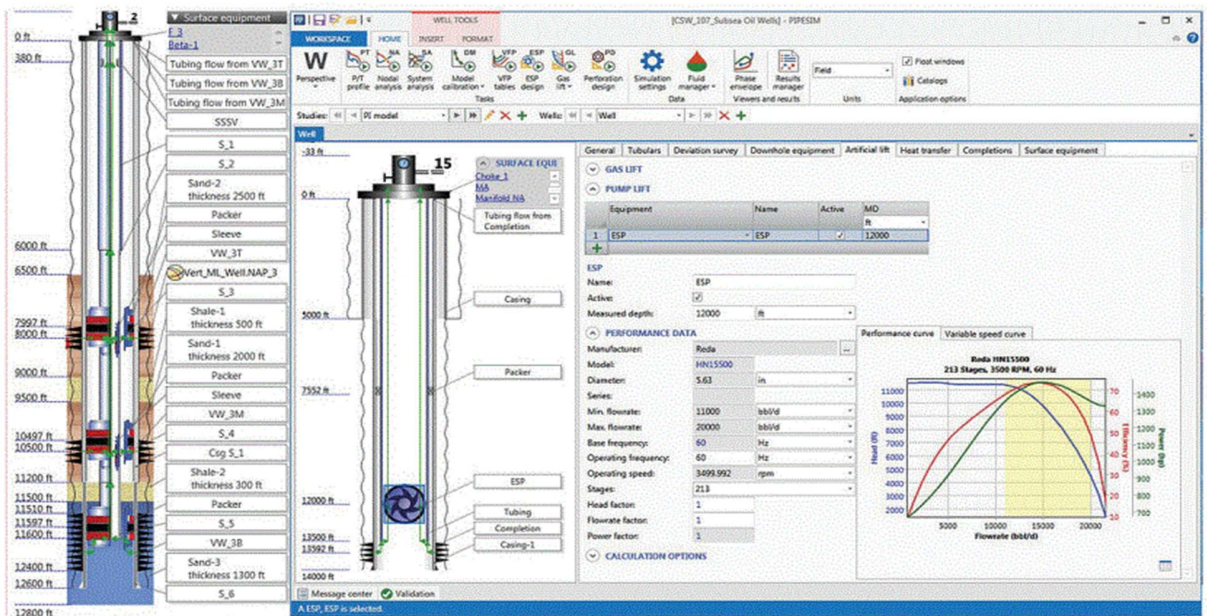 Surface equipment
2
F_3
Beta-1
0 ft
380 ft
Tubing flow from VW_3T
Tubing flow from VW_3B
Tubing flow from VW_3M
SSSV
S_1
S_2
Sand-2
thickness 2500 ft
Packer
Sleeve
6000 ft
VW_3T
6500 ft
Vert_ML_Well.NAP_3
S_3
Shale-1
thickness 500 ft
7997 ft
8000 ft
Sand-1
thickness 2000 ft
9000 ft
Packer
9500 ft
Sleeve
VW_3M
10497 ft
S_4
10500 ft
Csg S_1
11200 ft
Shale-2
thickness 300 ft
11500 ft
11510 ft
Packer
11597 ft
S_5
11600 ft
VW_3B
12400 ft
Sand-3
thickness 1300 ft
12600 ft
S_6
12800 ft
WELL TOOLS
[CSW_107_Subsea Oil Wells] - PIPESIM
WORKSPACE HOME INSERT FORMAT
W PT NA SA DM VFP ESP GL PD
Perspective
P/T profile
Nodal analysis
System analysis
Model calibration
VFP tables
ESP design
Gas lift
Perforation design
Simulation settings
Fluid manager
Phase envelope
Results manager
Field
Float windows
Catalogs
Tasks Data Viewers and results Units Application options
Studies: PI model Wells: Well
Well
-33 ft
15
SURFACE EQUI
Choke_1
MA
Manifold NA
0 ft
Tubing flow from
Completion
Casing
5000 ft
Packer
7552 ft
ESP
12000 ft
Tubing
Completion
13500 ft
Casing-1
13592 ft
14000 ft
General Tubulars Deviation survey Downhole equipment Artificial lift Heat transfer Completions Surface equipment
GAS LIFT
PUMP LIFT
Equipment Name Active MD
ft
1 ESP ESP 12000
ESP
Name: ESP
Active:
Measured depth: 12000 ft
PERFORMANCE DATA
Manufacturer: Reda ...
Model: HN15500
Diameter: 5.63 in
Series:
Min. flowrate: 11000 bbl/d
Max. flowrate: 20000 bbl/d
Base frequency: 60 Hz
Operating frequency: 60 Hz
Operating speed: 3499.992 rpm
Stages: 213
Head factor: 1
Flowrate factor: 1
Power factor: 1
CALCULATION OPTIONS
Performance curve Variable speed curve
Reda HN15500
213 Stages, 3500 RPM, 60 Hz
Head (ft)
11000
10000
9000
8000
7000
6000
5000
4000
3000
2000
Efficiency (%)
70
60
50
40
30
20
10
Power (hp)
1400
1300
1200
1100
1000
900
800
700
5000 10000 15000 20000
Flowrate (bbl/d)
Message center Validation
A ESP, ESP is selected.